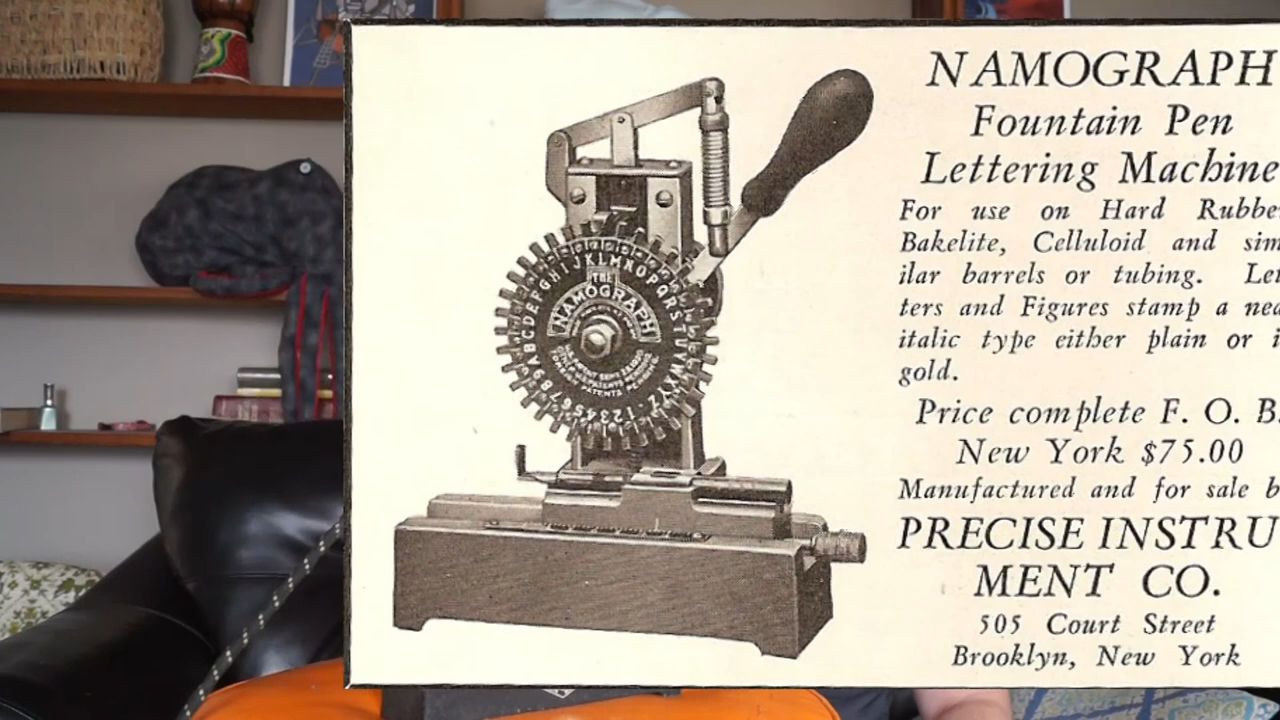 NAMOGRAPH
Fountain Pen
Lettering Machine
For use on Hard Rubbe
Bakelite, Celluloid and sim
ilar barrels or tubing. Let
ters and Figures stamp a nea
italic type either plain or i
gold.
Price complete F. O. B.
New York $75.00
Manufactured and for sale b
PRECISE INSTRU
MENT CO.
505 Court Street
Brooklyn, New York
ABCDEFGHIJKLMNOPQRSTUVWXYZ
THE
NAMOGRAPH